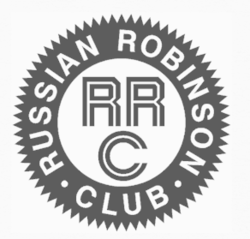 RUSSIAN ROBINSON
RR
C
· CLUB ·